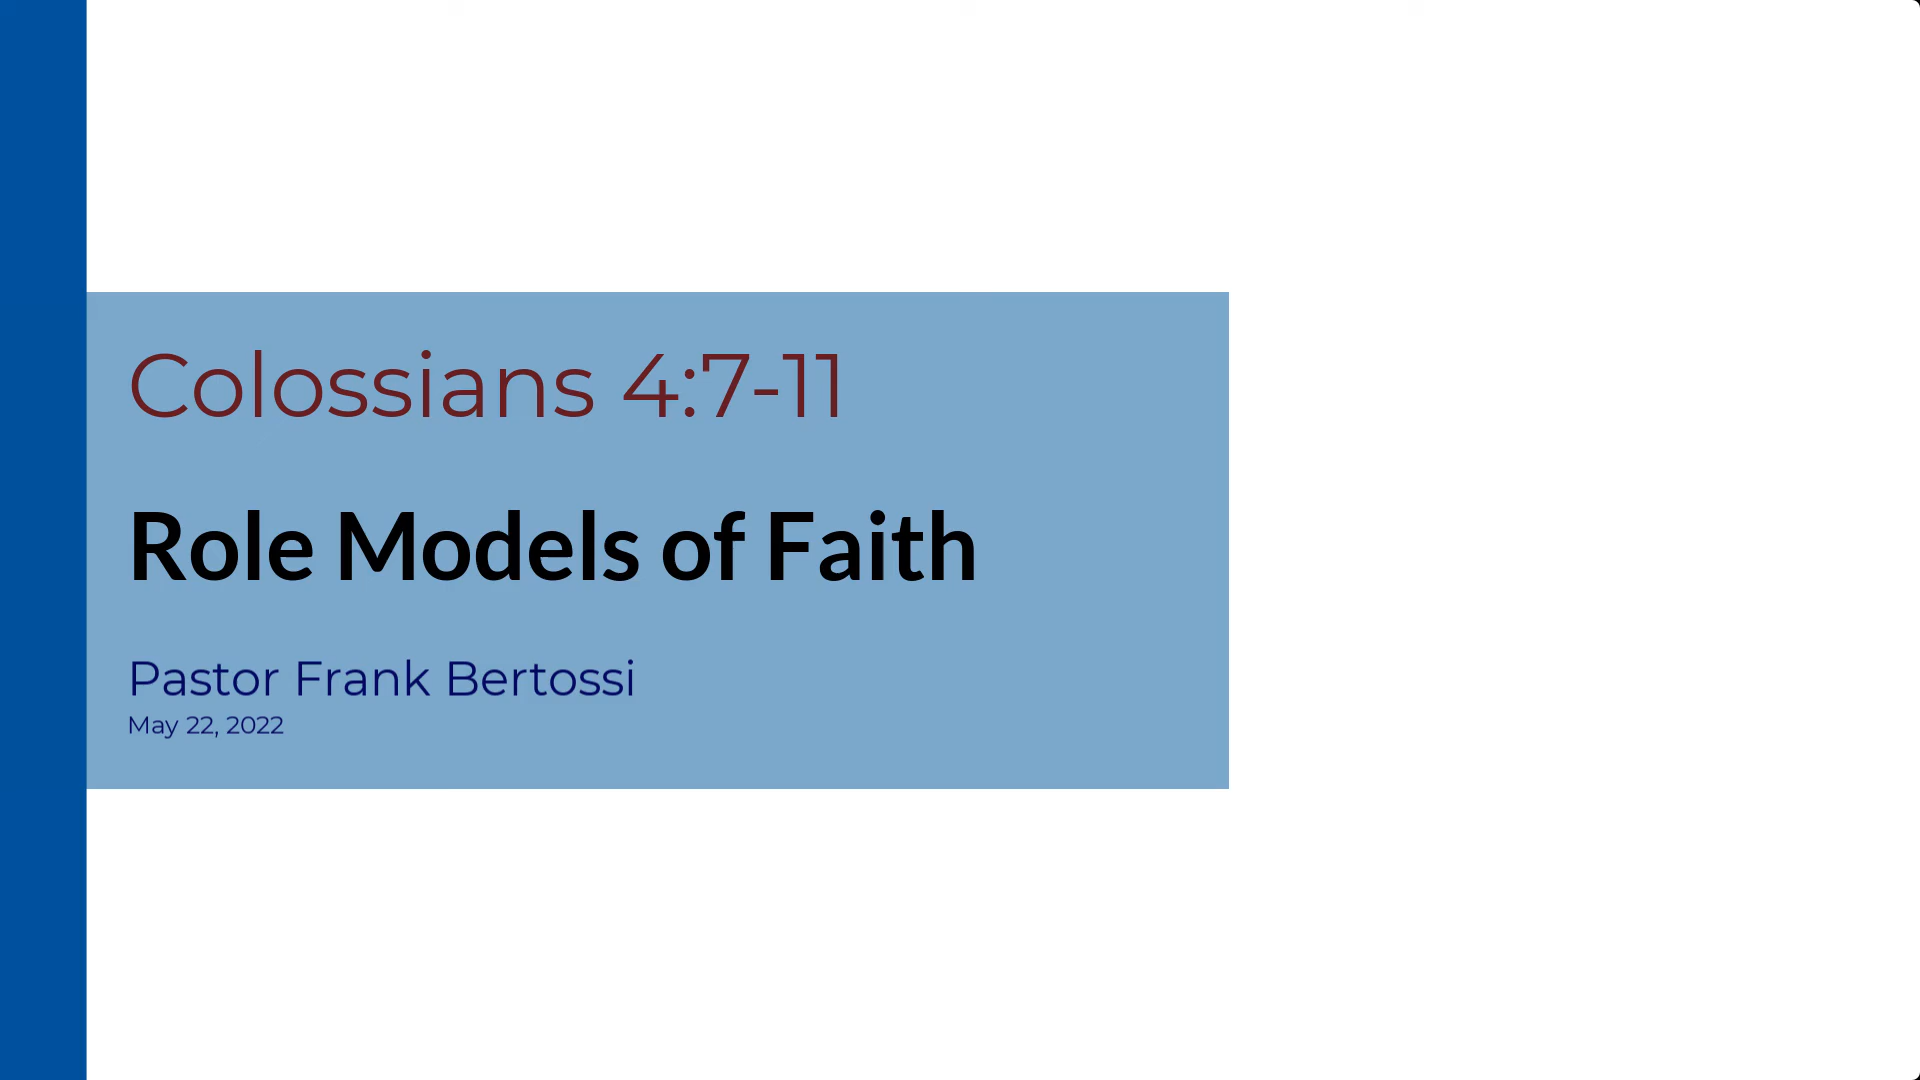 Colossians 4:7-11
Role Models of Faith
Pastor Frank Bertossi
May 22, 2022